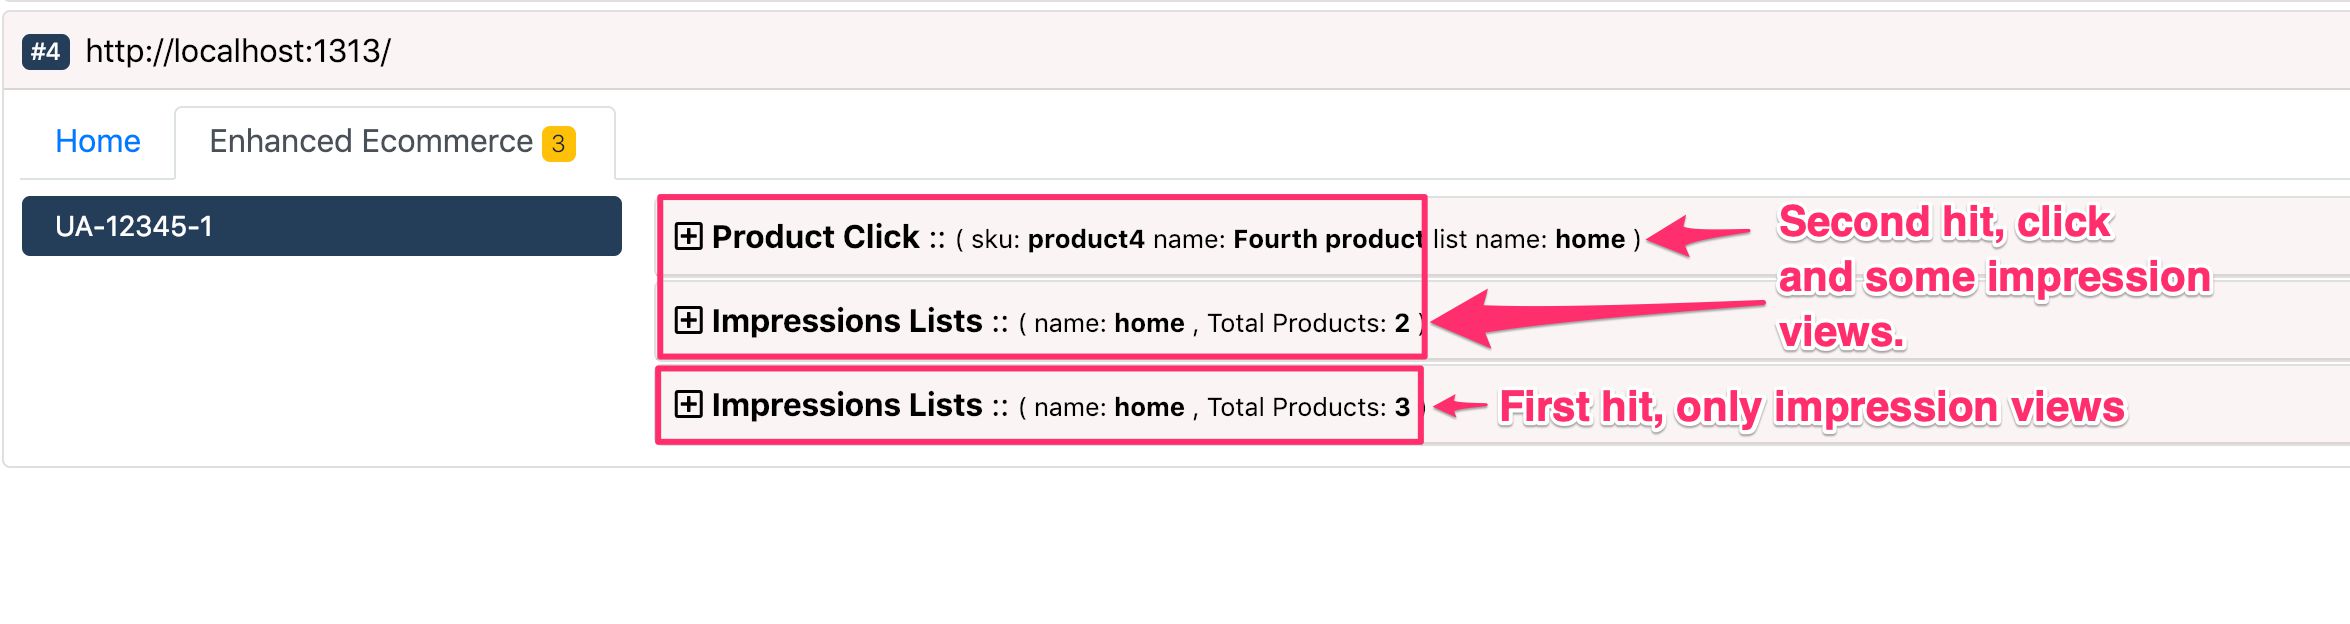 #4 http://localhost:1313/
Home Enhanced Ecommerce 3
UA-12345-1
Product Click :: ( sku: product4 name: Fourth product list name: home )
Impressions Lists :: ( name: home , Total Products: 2 )
Second hit, click
and some impression
views.
Impressions Lists :: ( name: home , Total Products: 3 )
First hit, only impression views